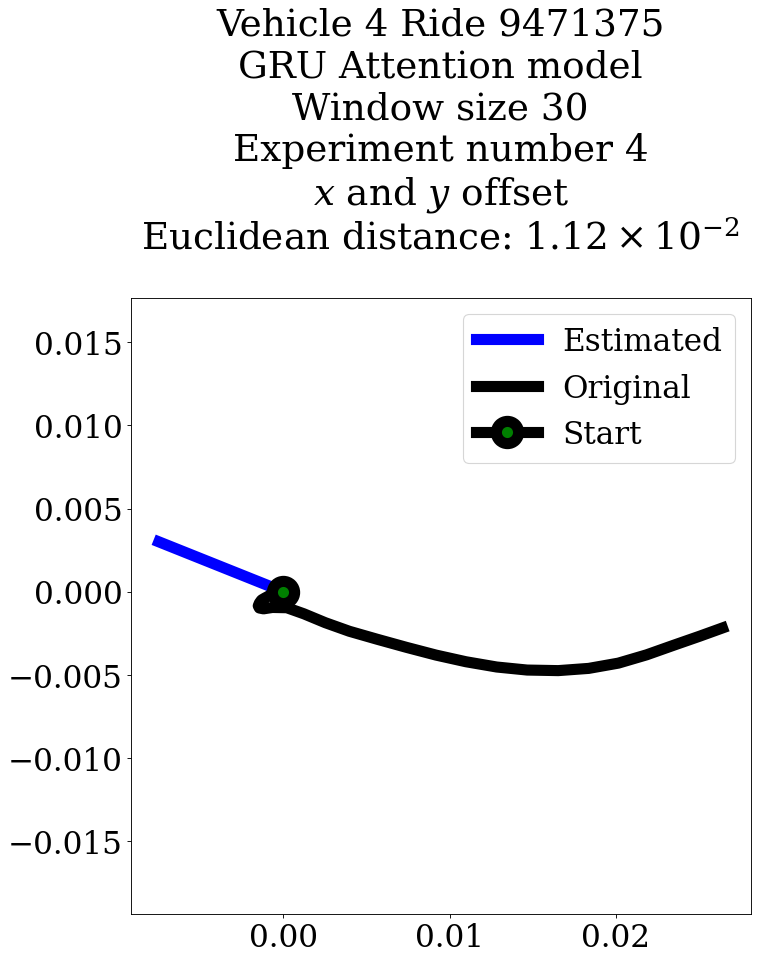 Vehicle 4 Ride 9471375
GRU Attention model
Window size 30
Experiment number 4
x and y offset
Euclidean distance: 1.12 × 10⁻²
Estimated
Original
Start
0.015
0.010
0.005
0.000
−0.005
−0.010
−0.015
0.00
0.01
0.02